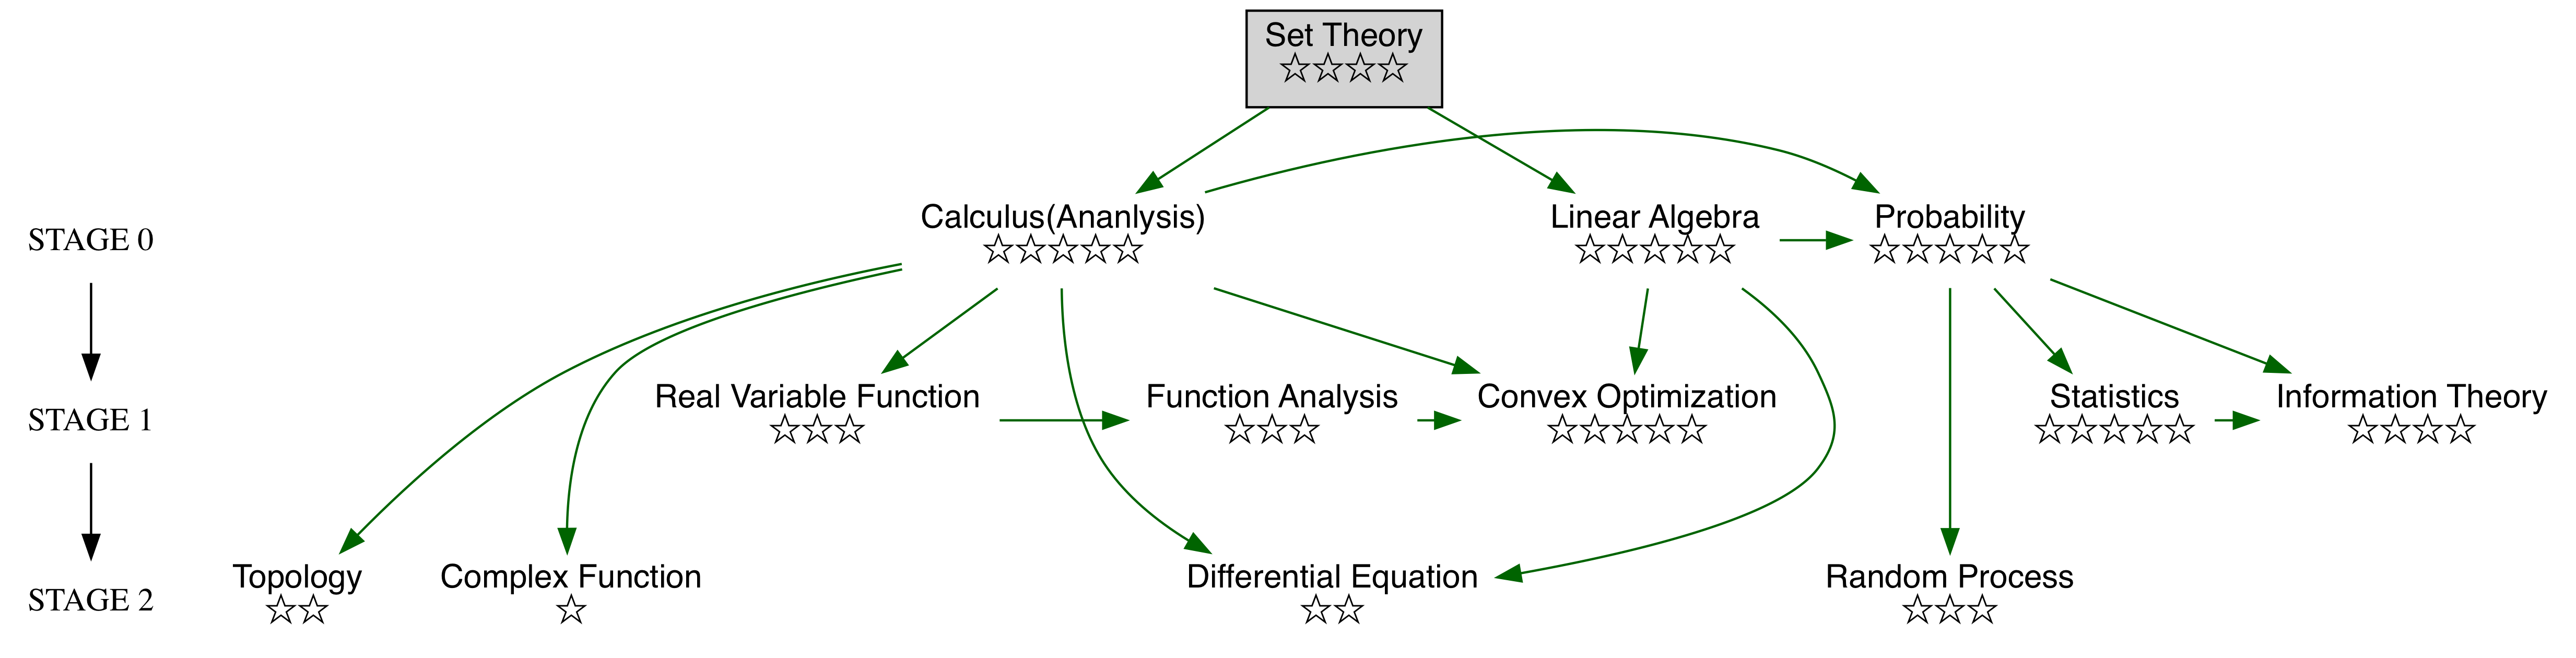 Set Theory
☆☆☆☆
STAGE 0
Calculus(Ananlysis)
☆☆☆☆☆
Linear Algebra
☆☆☆☆☆
Probability
☆☆☆☆☆
STAGE 1
Real Variable Function
☆☆☆
Function Analysis
☆☆☆
Convex Optimization
☆☆☆☆☆
Statistics
☆☆☆☆☆
Information Theory
☆☆☆☆
STAGE 2
Topology
☆☆
Complex Function
☆
Differential Equation
☆☆
Random Process
☆☆☆